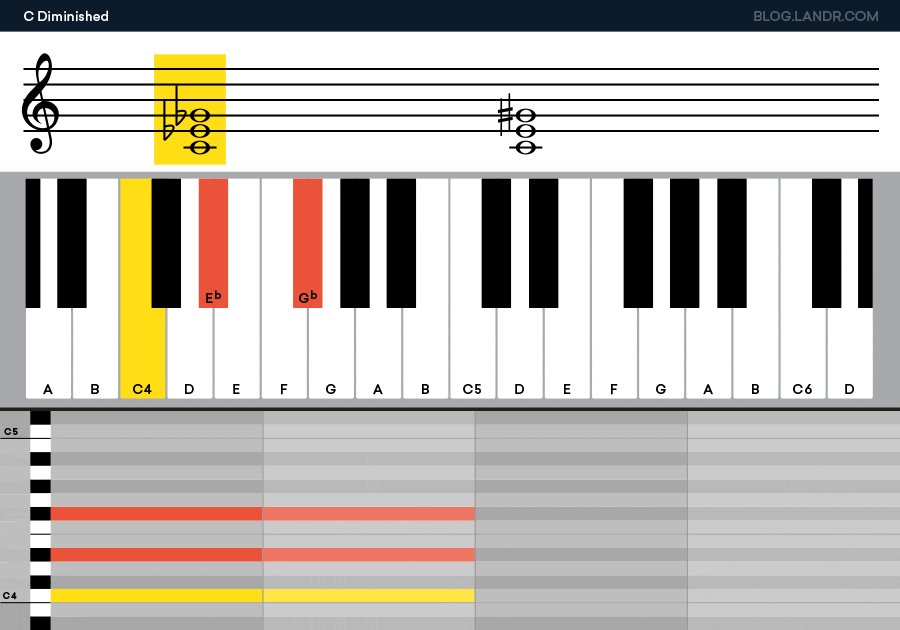 C Diminished BLOG.LANDR.COM
E♭ G♭
A B C4 D E F G A B C5 D E F G A B C6 D
C5
C4